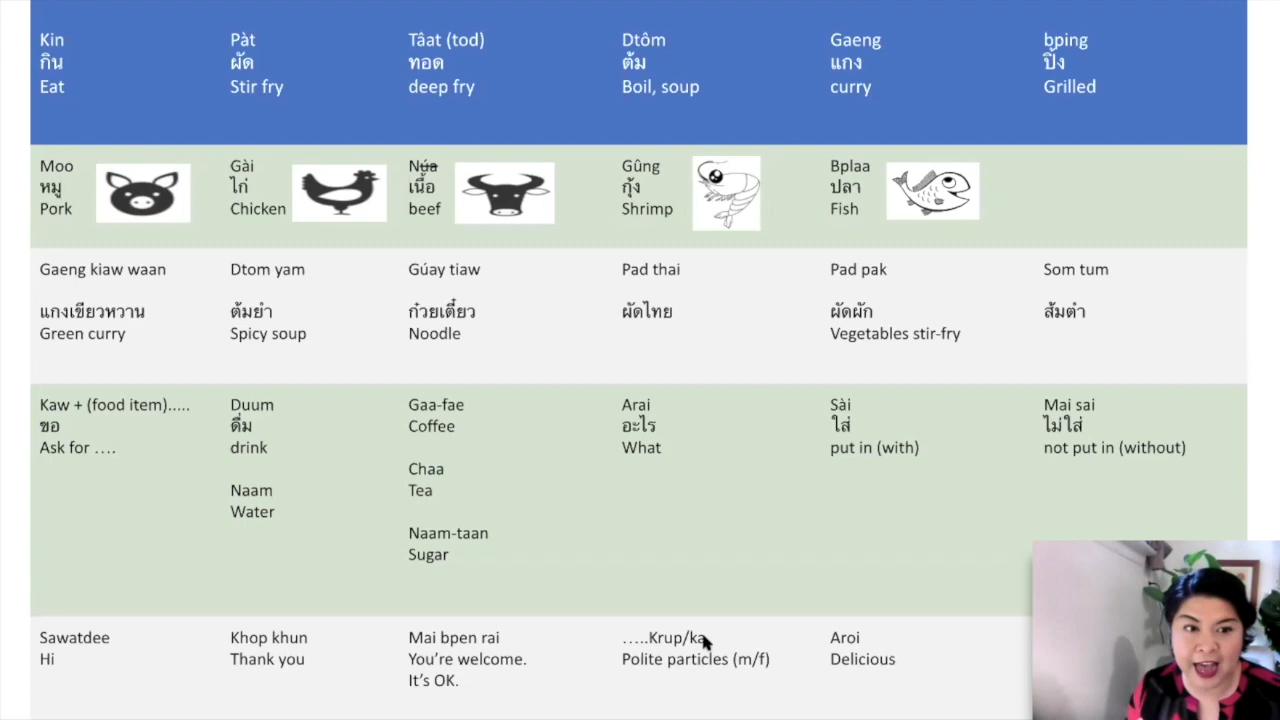 Kin
กิน
Eat
Pàt
ผัด
Stir fry
Tâat (tod)
ทอด
deep fry
Dtôm
ต้ม
Boil, soup
Gaeng
แกง
curry
bping
ปิ้ง
Grilled
Moo
หมู
Pork
Gài
ไก่
Chicken
Núa
เนื้อ
beef
Gûng
กุ้ง
Shrimp
Bplaa
ปลา
Fish
Gaeng kiaw waan
แกงเขียวหวาน
Green curry
Dtom yam
ต้มยำ
Spicy soup
Gúay tiaw
ก๋วยเตี๋ยว
Noodle
Pad thai
ผัดไทย
Pad pak
ผัดผัก
Vegetables stir-fry
Som tum
ส้มตำ
Kaw + (food item).....
ขอ
Ask for ….
Duum
ดื่ม
drink
Naam
Water
Gaa-fae
Coffee
Chaa
Tea
Naam-taan
Sugar
Arai
อะไร
What
Sài
ใส่
put in (with)
Mai sai
ไม่ใส่
not put in (without)
Sawatdee
Hi
Khop khun
Thank you
Mai bpen rai
You’re welcome.
It’s OK.
…..Krup/ka
Polite particles (m/f)
Aroi
Delicious